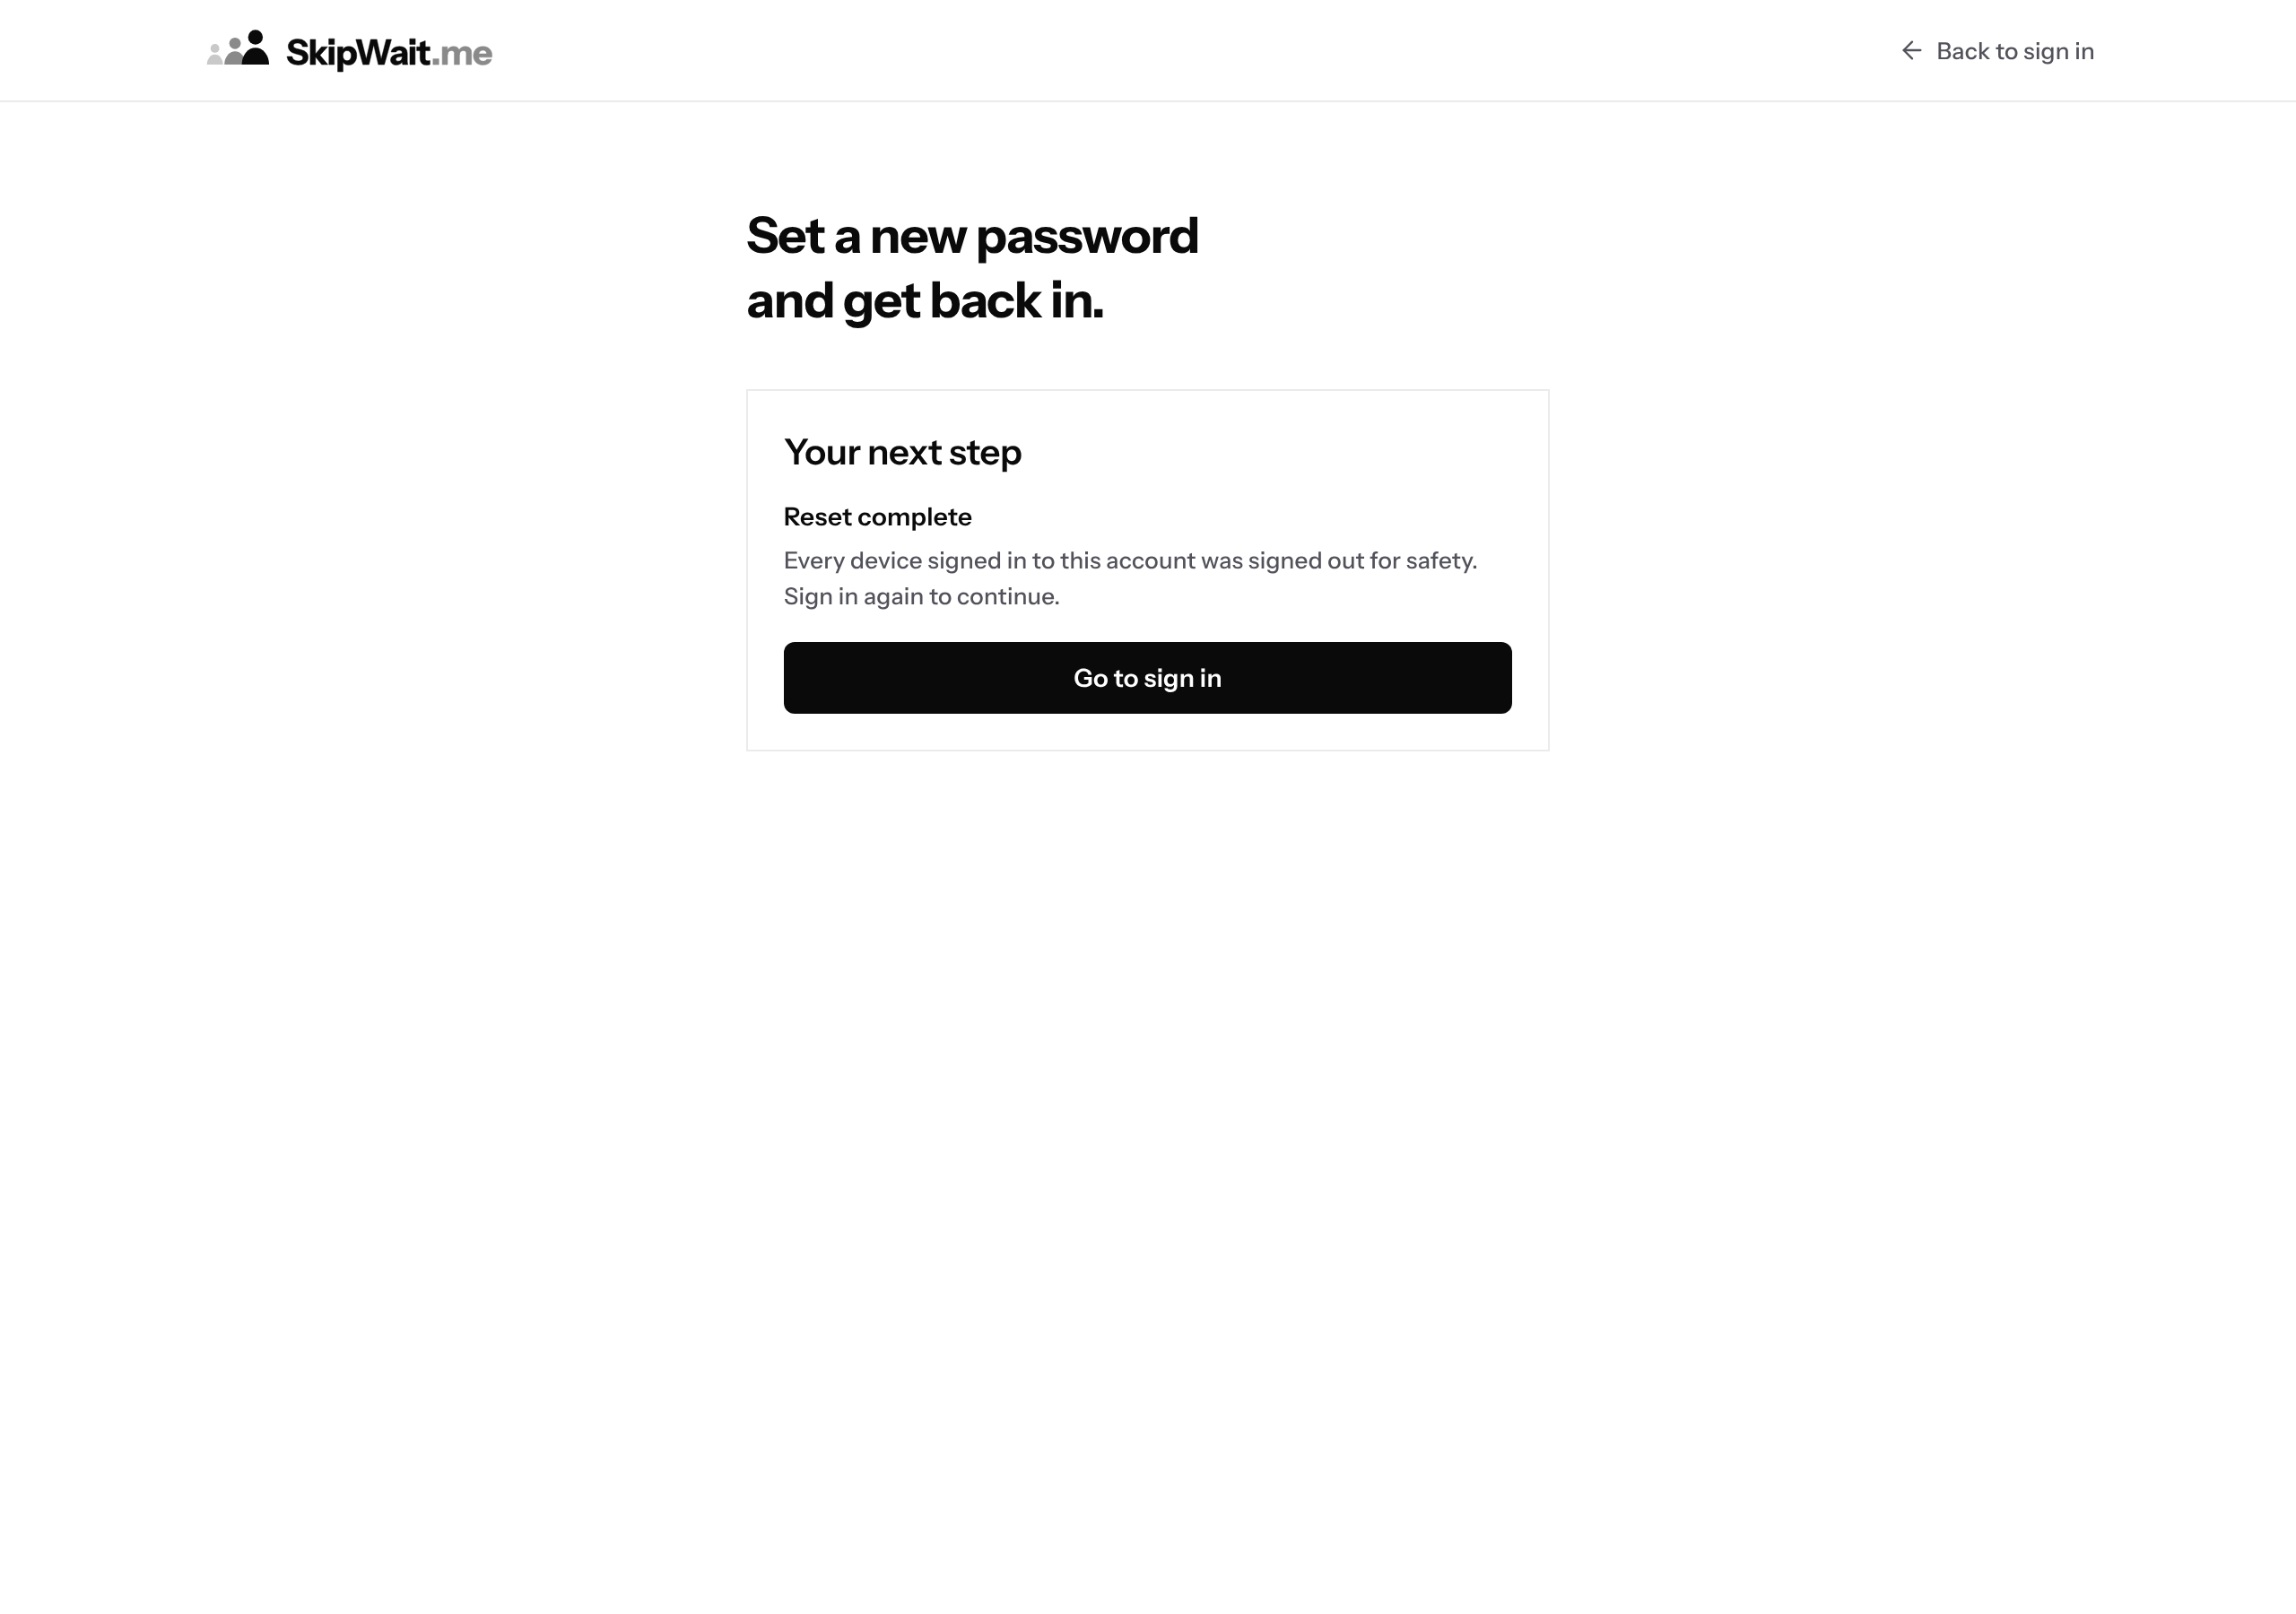 SkipWait.me
Back to sign in
Set a new password
and get back in.
Your next step
Reset complete
Every device signed in to this account was signed out for safety.
Sign in again to continue.
Go to sign in